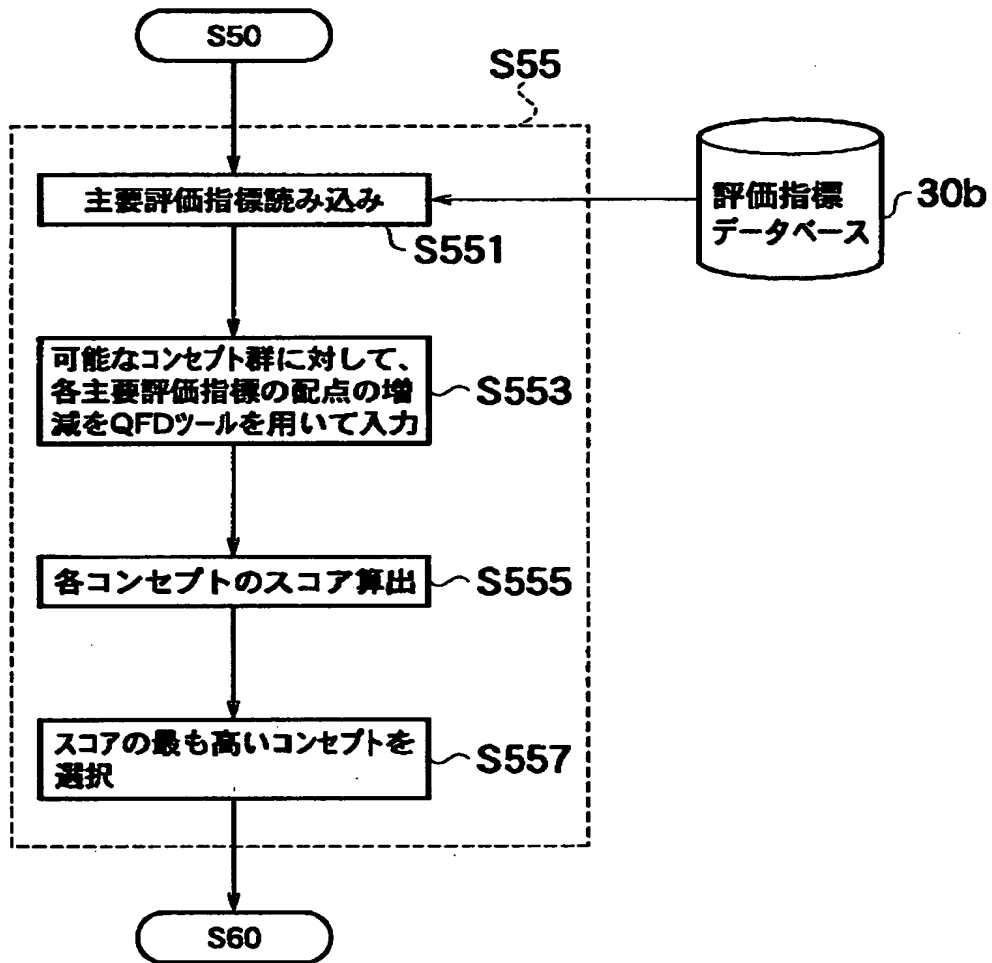 S50
S55
主要評価指標読み込み
S551
評価指標
データベース
30b
可能なコンセプト群に対して、
各主要評価指標の配点の増
減をQFDツールを用いて入力
S553
各コンセプトのスコア算出
S555
スコアの最も高いコンセプトを
選択
S557
S60